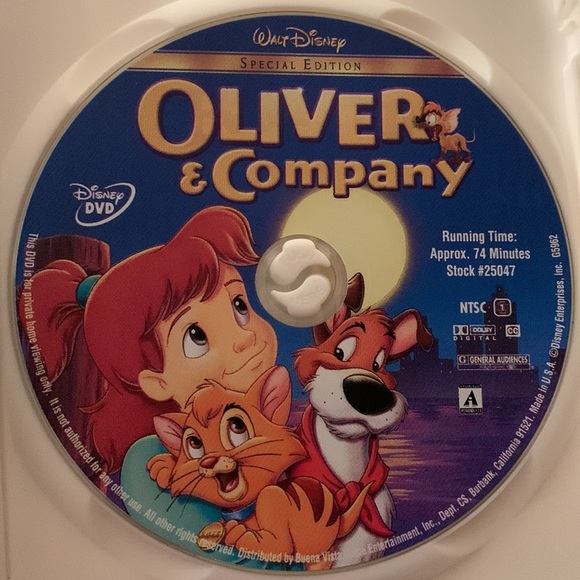 WALT DISNEY
SPECIAL EDITION
OLIVER
& COMPANY
DISNEY
DVD
Running Time:
Approx. 74 Minutes
Stock #25047
NTSC 1
DOLBY
DIGITAL
CC
G GENERAL AUDIENCES
A
This DVD is for private home viewing only. It is not authorized for any other use. All other rights reserved. Distributed by Buena Vista Entertainment, Inc., Dept. CS, Burbank, California 91521. Made in U.S.A. ©Disney Enterprises, Inc. G5962